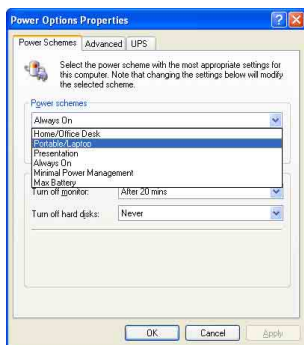 Power Options Properties
Power Schemes Advanced UPS
Select the power scheme with the most appropriate settings for
this computer. Note that changing the settings below will modify
the selected scheme.
Power schemes
Always On
Home/Office Desk
Portable/Laptop
Presentation
Always On
Minimal Power Management
Max Battery
Turn off monitor: After 20 mins
Turn off hard disks: Never
OK Cancel Apply